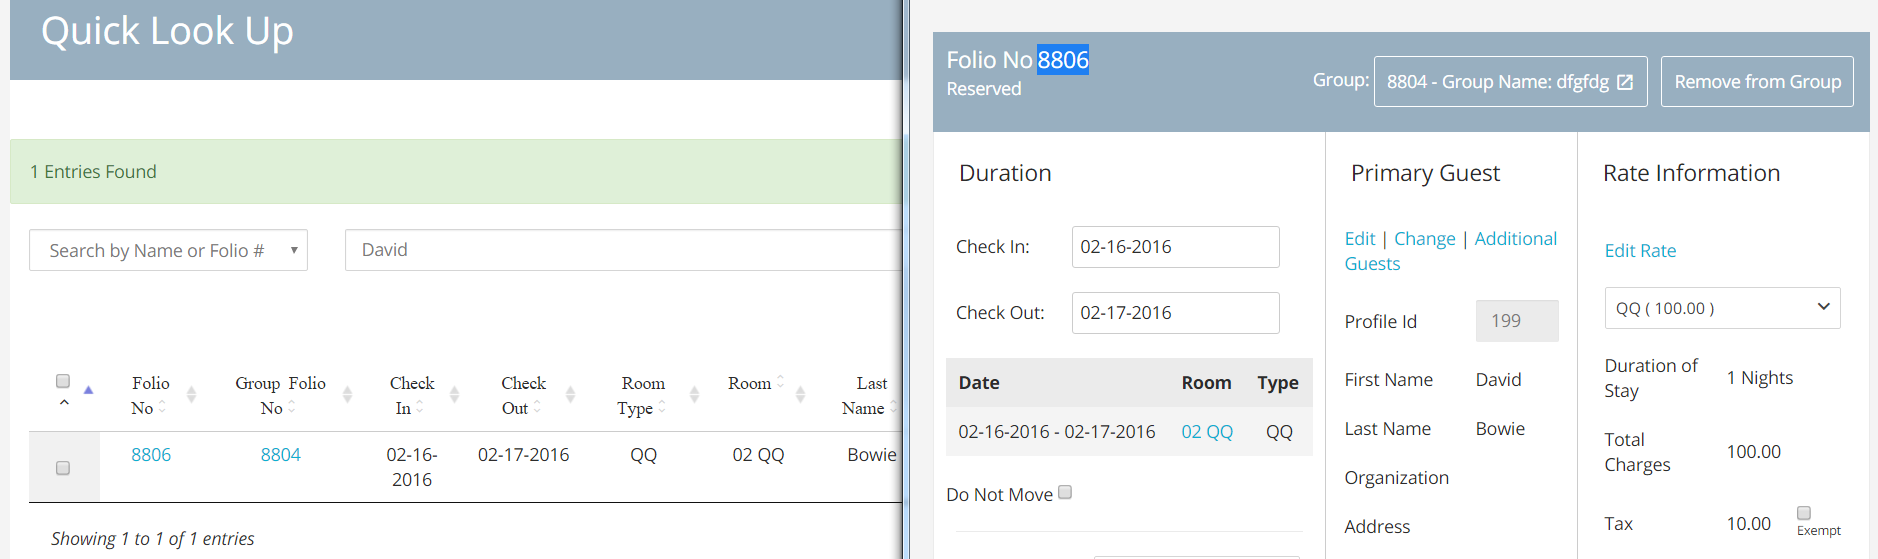 Quick Look Up
1 Entries Found
Search by Name or Folio #
David
Folio No
Group Folio No
Check In
Check Out
Room Type
Room
Last Name
8806
8804
02-16-2016
02-17-2016
QQ
02 QQ
Bowie
Showing 1 to 1 of 1 entries
Folio No 8806
Reserved
Group:
8804 - Group Name: dfgfdg
Remove from Group
Duration
Check In:
02-16-2016
Check Out:
02-17-2016
Date Room Type
02-16-2016 - 02-17-2016 02 QQ QQ
Do Not Move
Primary Guest
Edit | Change | Additional
Guests
Profile Id 199
First Name David
Last Name Bowie
Organization
Address
Rate Information
Edit Rate
QQ ( 100.00 )
Duration of
Stay
1 Nights
Total
Charges
100.00
Tax 10.00
Exempt